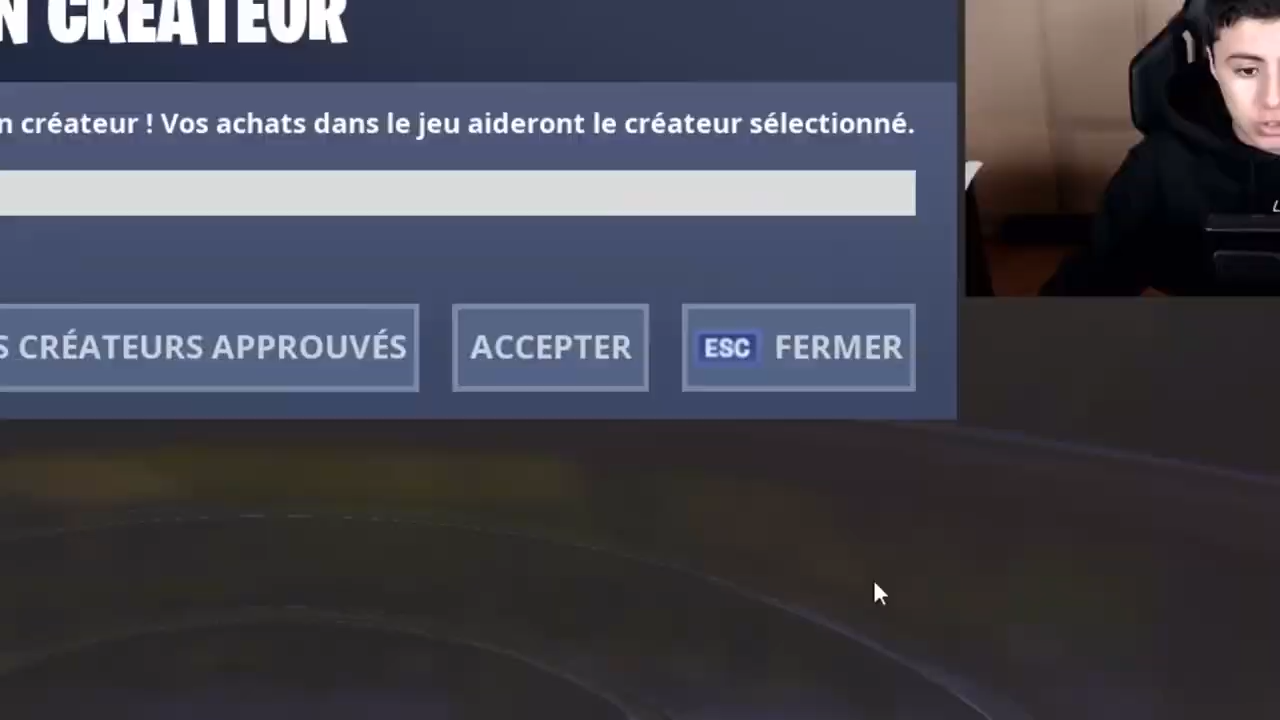 N CRÉATEUR
n créateur ! Vos achats dans le jeu aideront le créateur sélectionné.
S CRÉATEURS APPROUVÉS
ACCEPTER
ESC FERMER